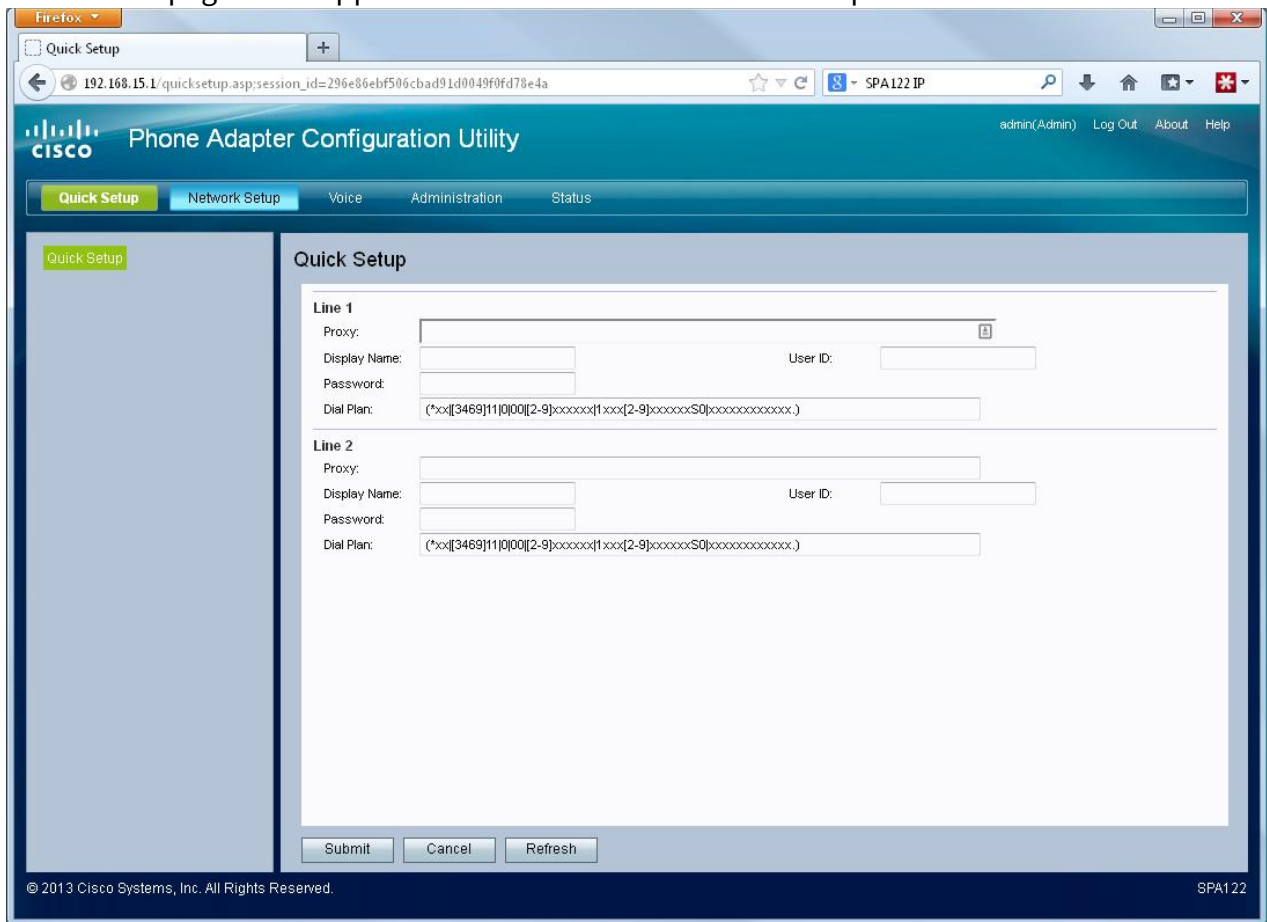 Firefox
Quick Setup
+
192.168.15.1/quicksetup.asp;session_id=296e86ebf506cbad91d0049f0fd78e4a
8 SPA122 IP
CISCO Phone Adapter Configuration Utility
admin(Admin) Log Out About Help
Quick Setup Network Setup Voice Administration Status
Quick Setup
Quick Setup
Line 1
Proxy:
Display Name: User ID:
Password:
Dial Plan: (*xx|[3469]11|0|00|[2-9]xxxxxx|1xxx[2-9]xxxxxxS0|xxxxxxxxxxxx.)
Line 2
Proxy:
Display Name: User ID:
Password:
Dial Plan: (*xx|[3469]11|0|00|[2-9]xxxxxx|1xxx[2-9]xxxxxxS0|xxxxxxxxxxxx.)
Submit Cancel Refresh
© 2013 Cisco Systems, Inc. All Rights Reserved. SPA122